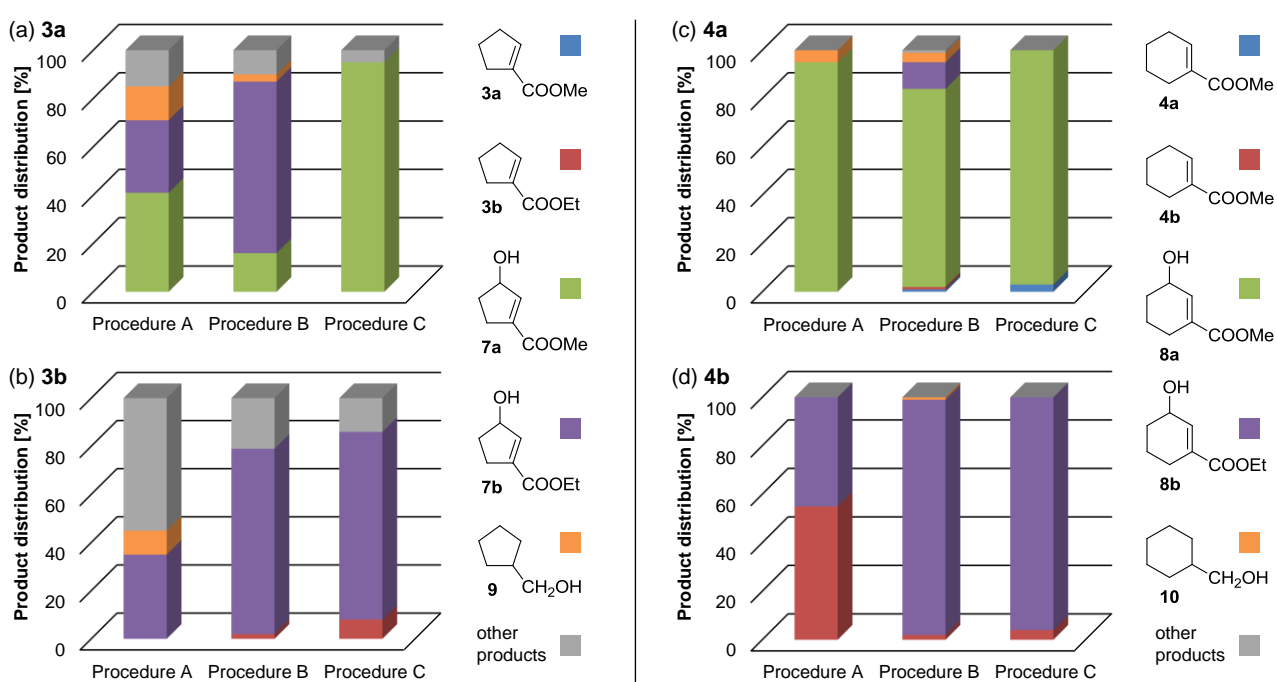 (a) 3a
Product distribution [%]
100
80
60
40
20
0
Procedure A
Procedure B
Procedure C
(b) 3b
Product distribution [%]
100
80
60
40
20
0
Procedure A
Procedure B
Procedure C
3a
COOMe
3b
COOEt
OH
7a
COOMe
OH
7b
COOEt
9
CH2OH
other
products
(c) 4a
Product distribution [%]
100
80
60
40
20
0
Procedure A
Procedure B
Procedure C
(d) 4b
Product distribution [%]
100
80
60
40
20
0
Procedure A
Procedure B
Procedure C
4a
COOMe
4b
COOMe
OH
8a
COOMe
OH
8b
COOEt
10
CH2OH
other
products